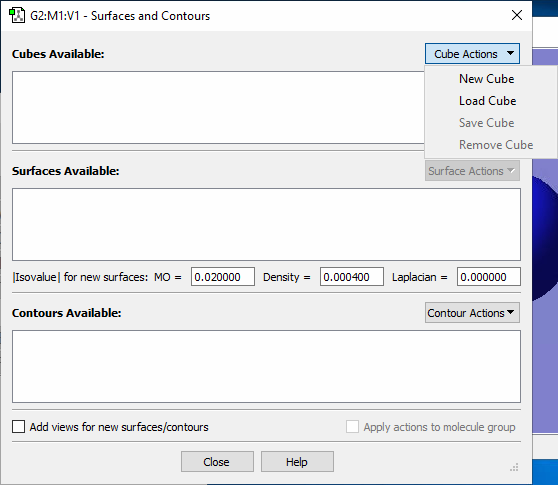 G2:M1:V1 - Surfaces and Contours
Cubes Available:
Cube Actions
New Cube
Load Cube
Save Cube
Remove Cube
Surfaces Available:
Surface Actions
|Isovalue| for new surfaces: MO = 0.020000 Density = 0.000400 Laplacian = 0.000000
Contours Available:
Contour Actions
Add views for new surfaces/contours
Apply actions to molecule group
Close
Help